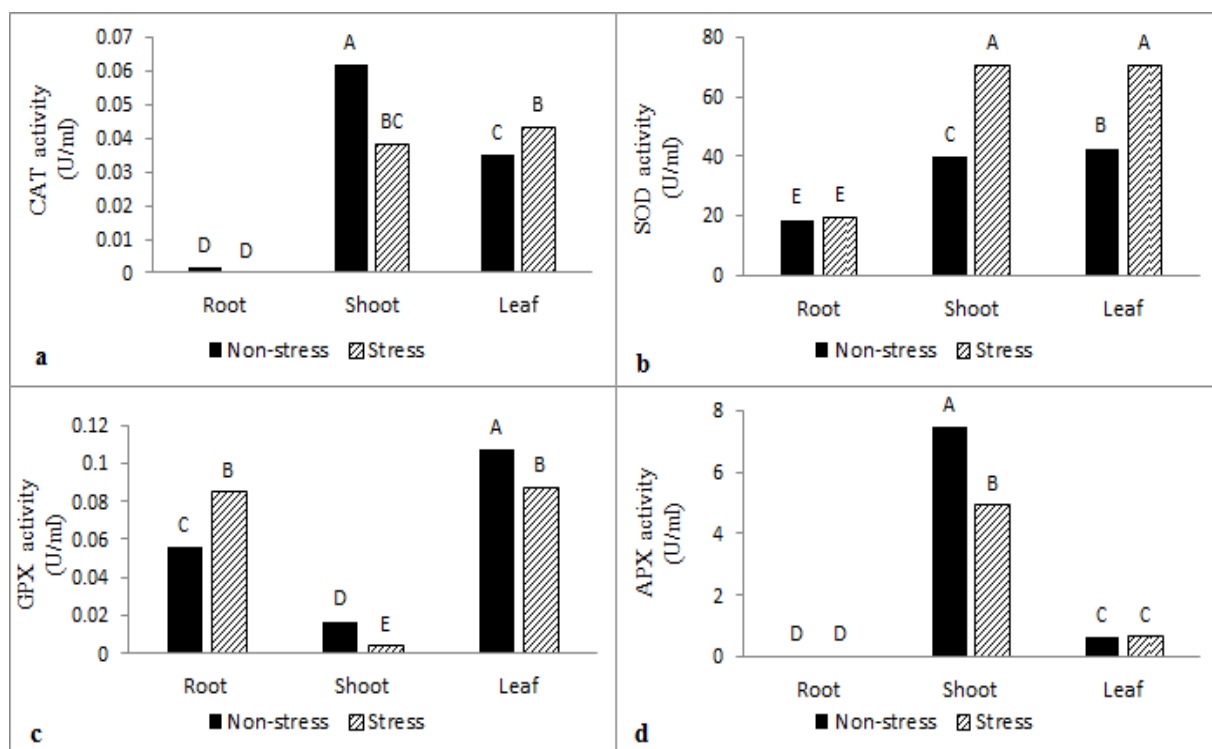 CAT activity
(U/ml)
0.07
0.06
0.05
0.04
0.03
0.02
0.01
0
D D A BC C B
Root Shoot Leaf
Non-stress Stress
a
SOD activity
(U/ml)
80
60
40
20
0
E E C A B A
Root Shoot Leaf
Non-stress Stress
b
GPX activity
(U/ml)
0.12
0.1
0.08
0.06
0.04
0.02
0
C B D E A B
Root Shoot Leaf
Non-stress Stress
c
APX activity
(U/ml)
8
6
4
2
0
D D A B C C
Root Shoot Leaf
Non-stress Stress
d